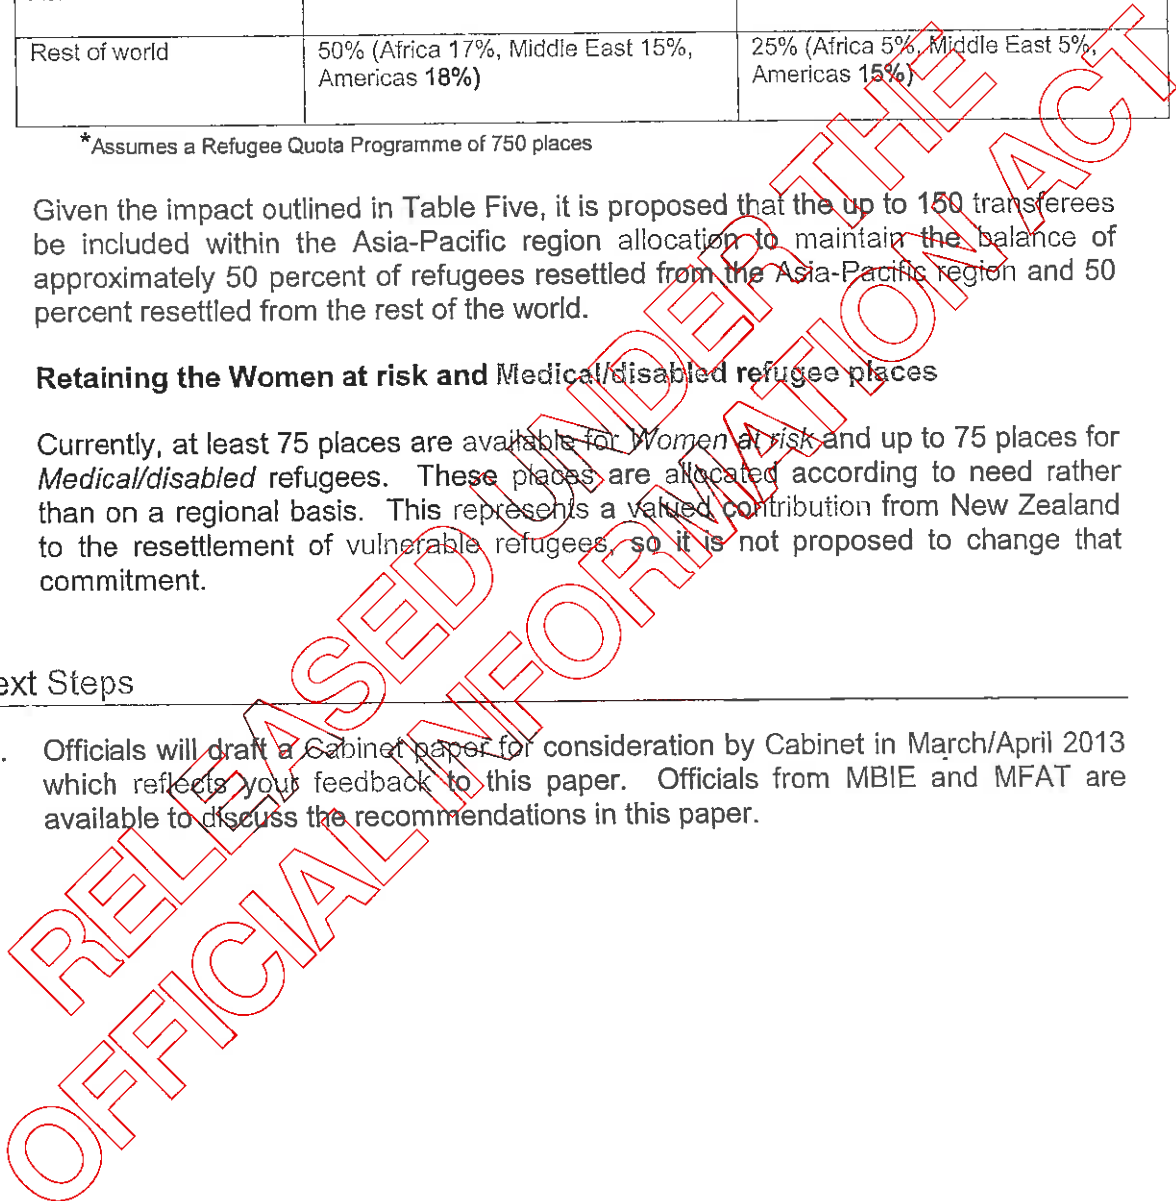 Rest of world
50% (Africa 17%, Middle East 15%,
Americas 18%)
25% (Africa 5%, Middle East 5%,
Americas 15%)
*Assumes a Refugee Quota Programme of 750 places
Given the impact outlined in Table Five, it is proposed that the up to 150 transferees
be included within the Asia-Pacific region allocation to maintain the balance of
approximately 50 percent of refugees resettled from the Asia-Pacific region and 50
percent resettled from the rest of the world.
Retaining the Women at risk and Medical/disabled refugee places
Currently, at least 75 places are available for Women at risk and up to 75 places for
Medical/disabled refugees. These places are allocated according to need rather
than on a regional basis. This represents a valued contribution from New Zealand
to the resettlement of vulnerable refugees, so it is not proposed to change that
commitment.
ext Steps
. Officials will draft a Cabinet paper for consideration by Cabinet in March/April 2013
which reflects your feedback to this paper. Officials from MBIE and MFAT are
available to discuss the recommendations in this paper.
RELEASED UNDER THE
OFFICIAL INFORMATION ACT